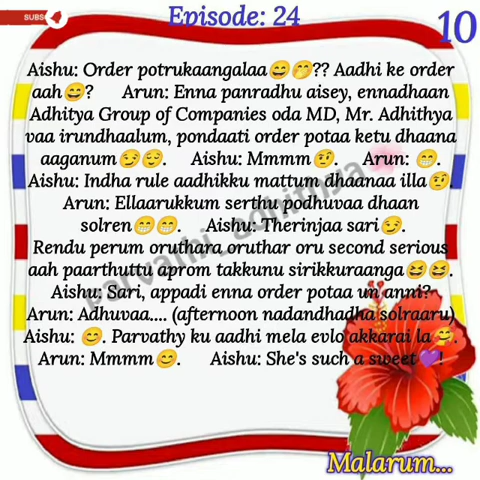 SUBS
Episode: 24
10
Aishu: Order potrukaangalaa😄🤭?? Aadhi ke order
aah😄? Arun: Enna panradhu aisey, ennadhaan
Adhitya Group of Companies oda MD, Mr. Adhithya
vaa irundhaalum, pondaati order potaa ketu dhaana
aaganum😏😌. Aishu: Mmmm🤨. Arun: 😁.
Aishu: Indha rule aadhikku mattum dhaanaa illa🤨
Arun: Ellaarukkum serthu podhuvaa dhaan
solren😁😁. Aishu: Therinjaa sari😏.
Rendu perum oruthara oruthar oru second serious
aah paarthuttu aprom takkunu sirikkuraanga😆😆.
Aishu: Sari, appadi enna order potaa un anni?
Arun: Adhuvaa.... (afternoon nadandhadha solraaru)
Aishu: 😊. Parvathy ku aadhi mela evlo akkarai la🥰.
Arun: Mmmm😊. Aishu: She's such a sweet💜!
Malarum...